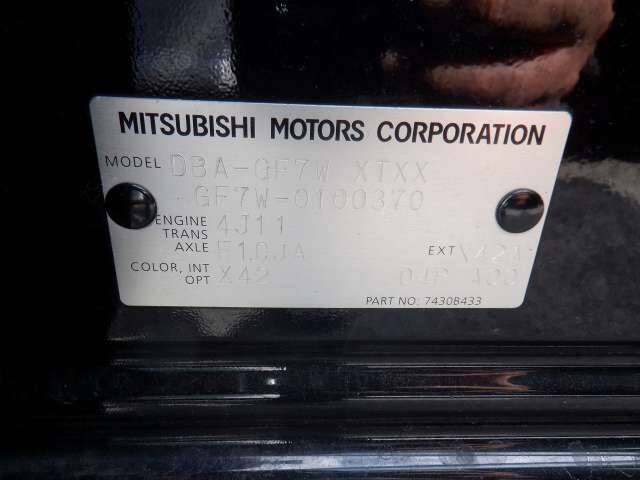 MITSUBISHI MOTORS CORPORATION
MODEL DBA-GF7W XTXX
GF7W-0100370
ENGINE 4J11
TRANS
AXLE F1CJA
EXT
COLOR, INT X42
OPT
PART NO. 7430B433